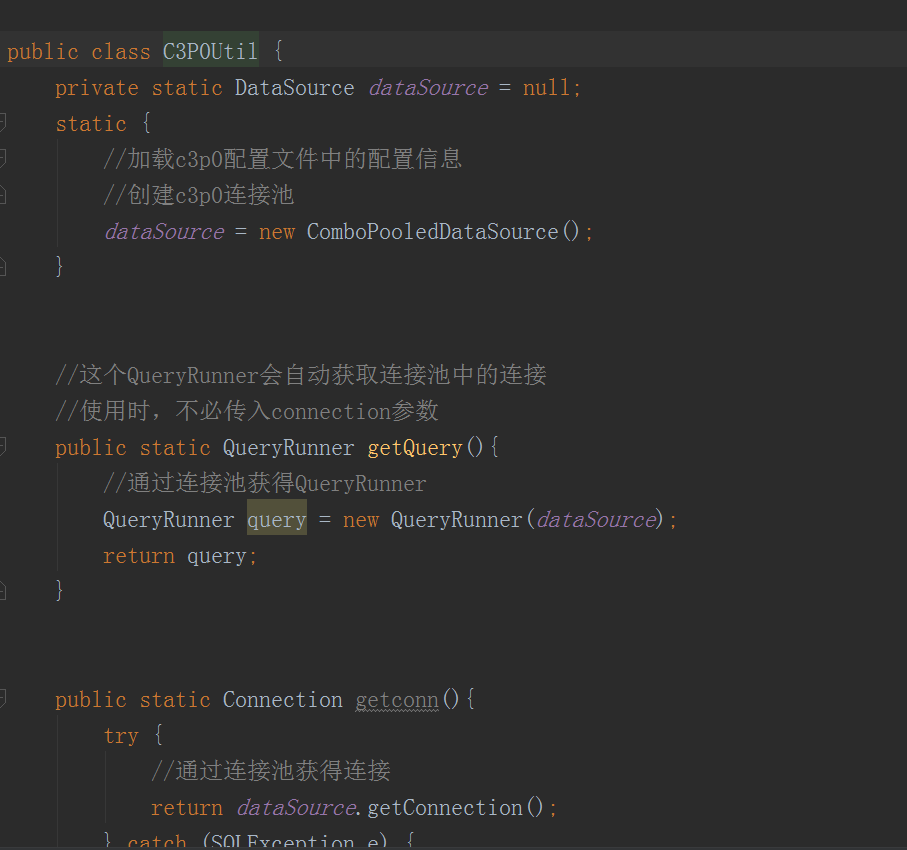 public class C3P0Util {
private static DataSource dataSource = null;
static {
//加载c3p0配置文件中的配置信息
//创建c3p0连接池
dataSource = new ComboPooledDataSource();
}
//这个QueryRunner会自动获取连接池中的连接
//使用时，不必传入connection参数
public static QueryRunner getQuery(){
//通过连接池获得QueryRunner
QueryRunner query = new QueryRunner(dataSource);
return query;
}
public static Connection getconn(){
try {
//通过连接池获得连接
return dataSource.getConnection();
} catch (SQLException e) {